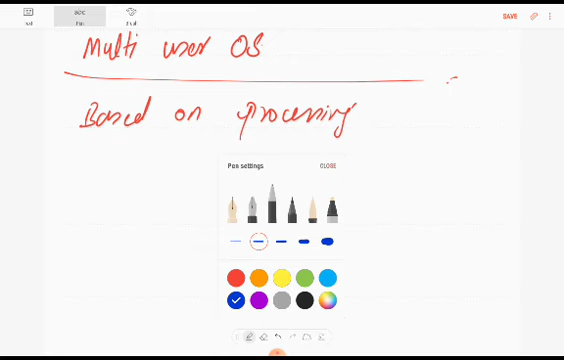 SAVE
Multi user OS
Based on processing
Pen settings
CLOSE